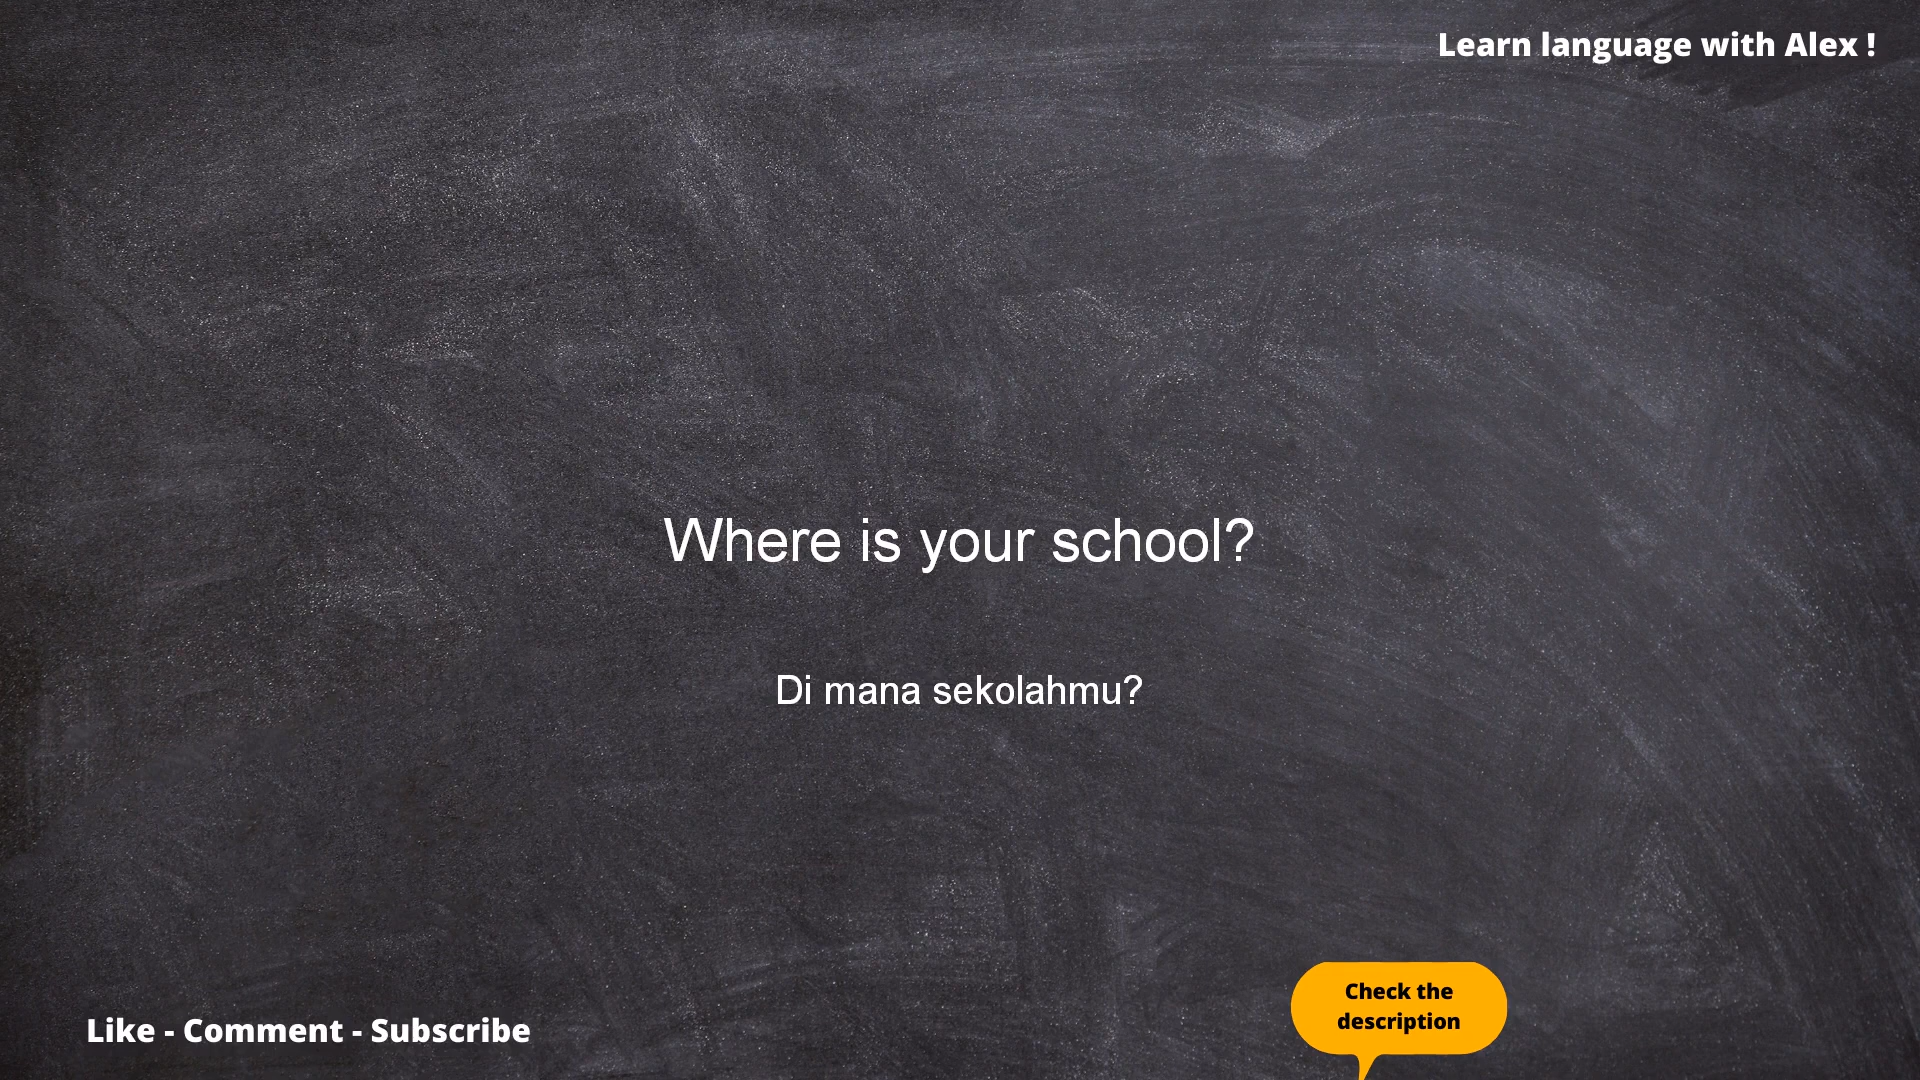 Learn language with Alex !
Where is your school?
Di mana sekolahmu?
Check the
description
Like - Comment - Subscribe